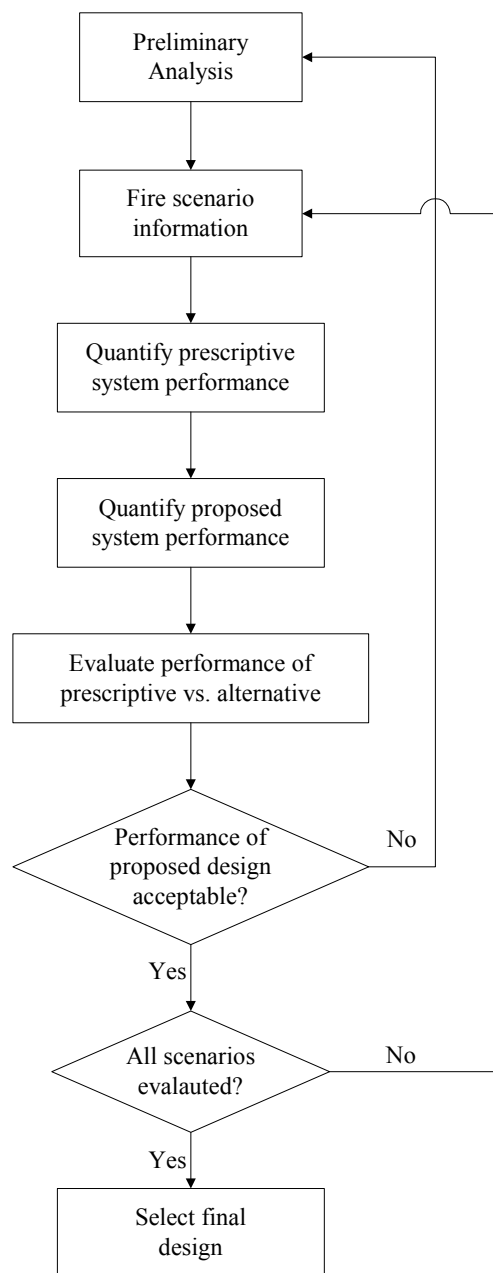 Preliminary
Analysis
Fire scenario
information
Quantify prescriptive
system performance
Quantify proposed
system performance
Evaluate performance of
prescriptive vs. alternative
Performance of
proposed design
acceptable?
No
Yes
All scenarios
evalauted?
No
Yes
Select final
design